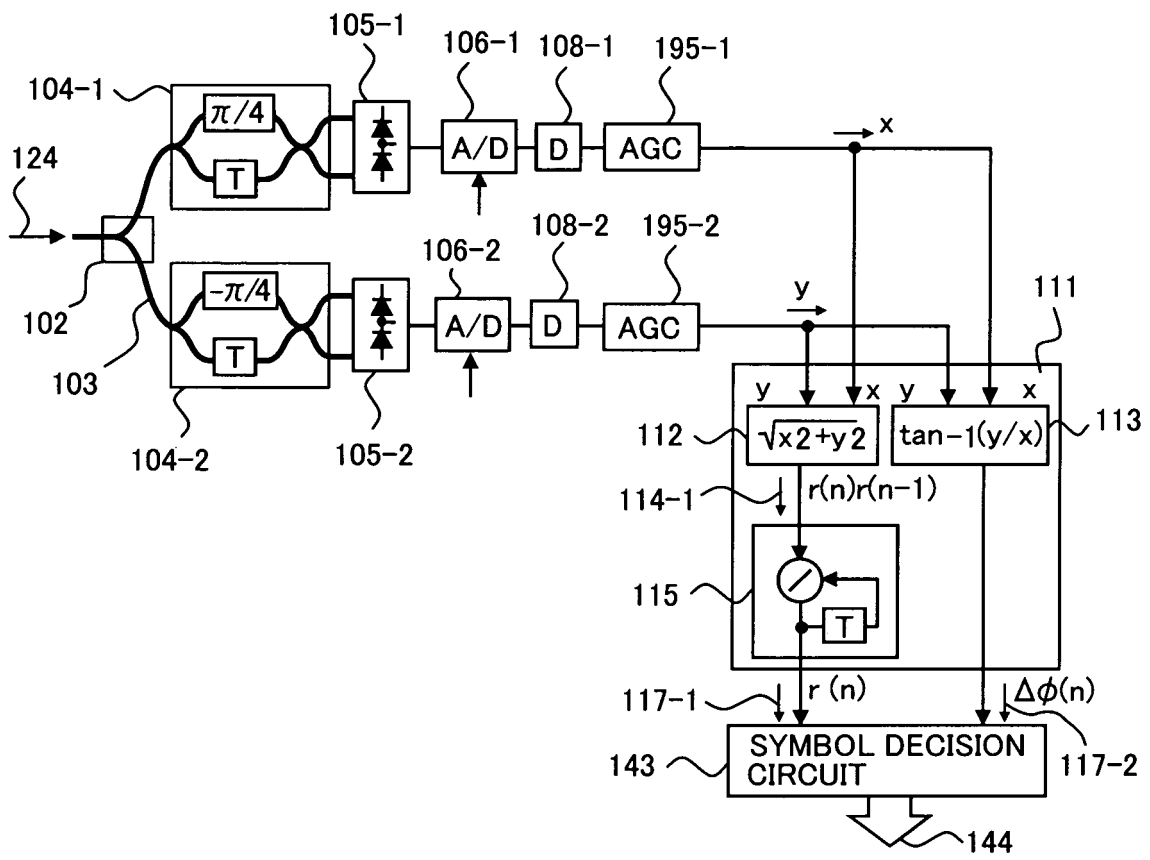 105-1
106-1
108-1
195-1
104-1
π/4
T
A/D
D
AGC
x
124
102
103
-π/4
T
106-2
108-2
195-2
A/D
D
AGC
y
111
104-2
105-2
y
x
y
x
112
√x2+y2
tan-1(y/x)
113
114-1
r(n)r(n-1)
115
T
117-1
r (n)
Δϕ(n)
117-2
143
SYMBOL DECISION
CIRCUIT
144